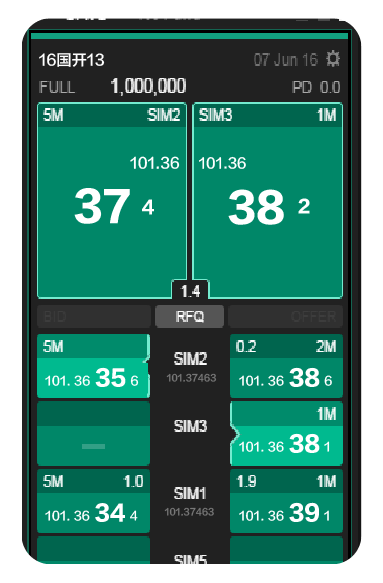 16国开13 07 Jun 16
FULL 1,000,000 PD 0.0
5M SIM2 SIM3 1M
101.36 101.36
37 4 38 2
1.4
BID RFQ OFFER
5M SIM2 0.2 2M
101. 36 35 6 101.37463 101. 36 38 6
SIM3 1M
— 101. 36 38 1
5M 1.0 SIM1 1.9 1M
101. 36 34 4 101.37463 101. 36 39 1
SIM5